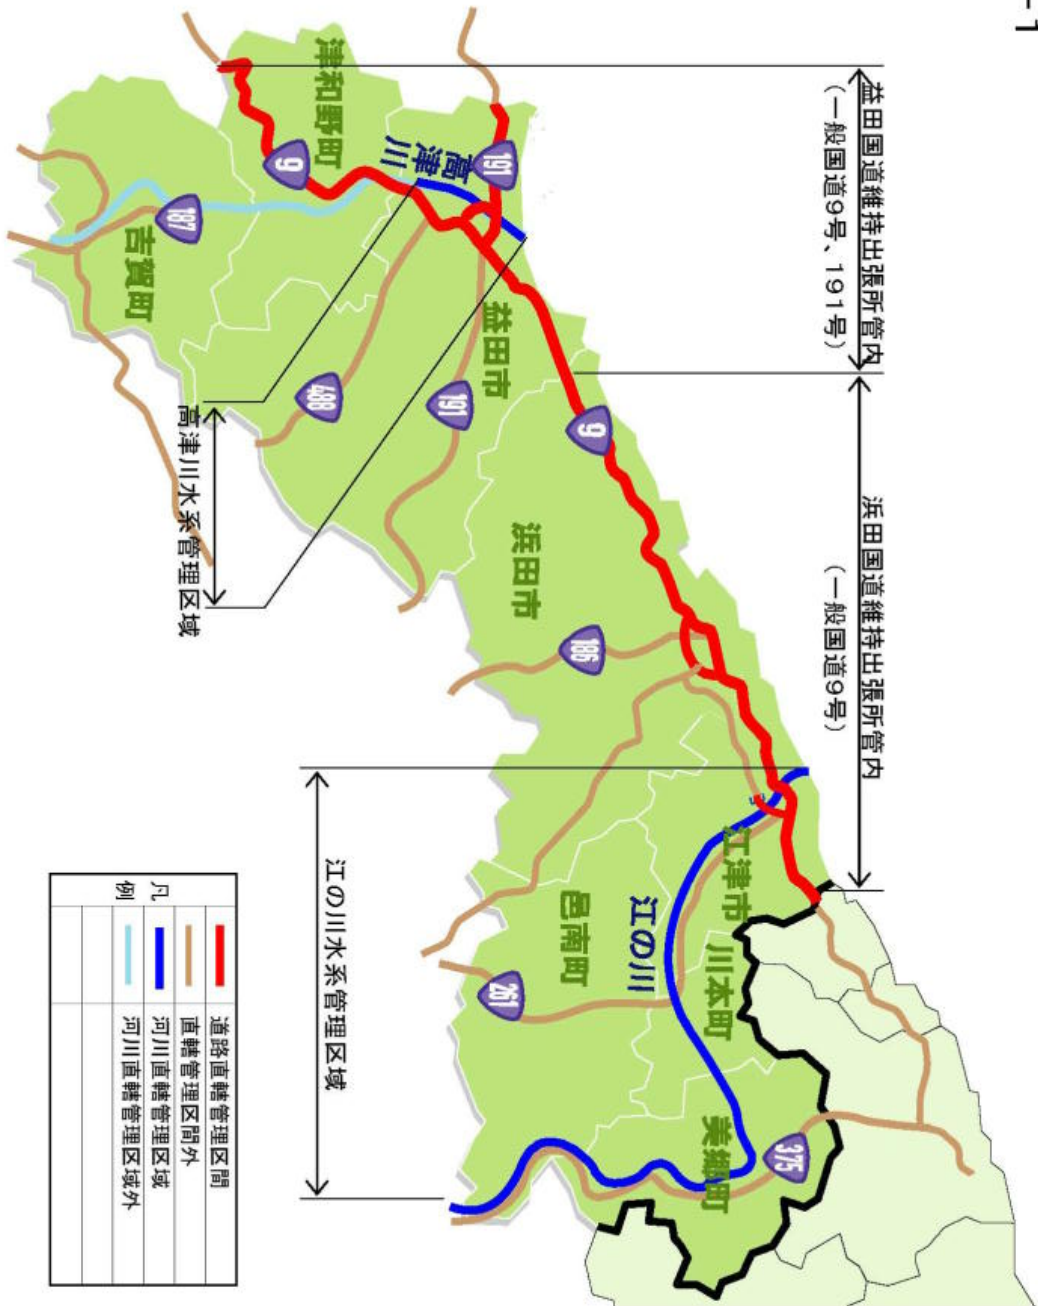 -1
益田国道維持出張所管内
（一般国道9号、191号）
浜田国道維持出張所管内
（一般国道9号）
津和野町
高津川
191
9
187
吉賀町
益田市
488
191
9
高津川水系管理区域
浜田市
186
江津市
江の川
川本町
邑南町
261
美郷町
375
江の川水系管理区域
凡例
道路直轄管理区間
直轄管理区間外
河川直轄管理区域
河川直轄管理区域外